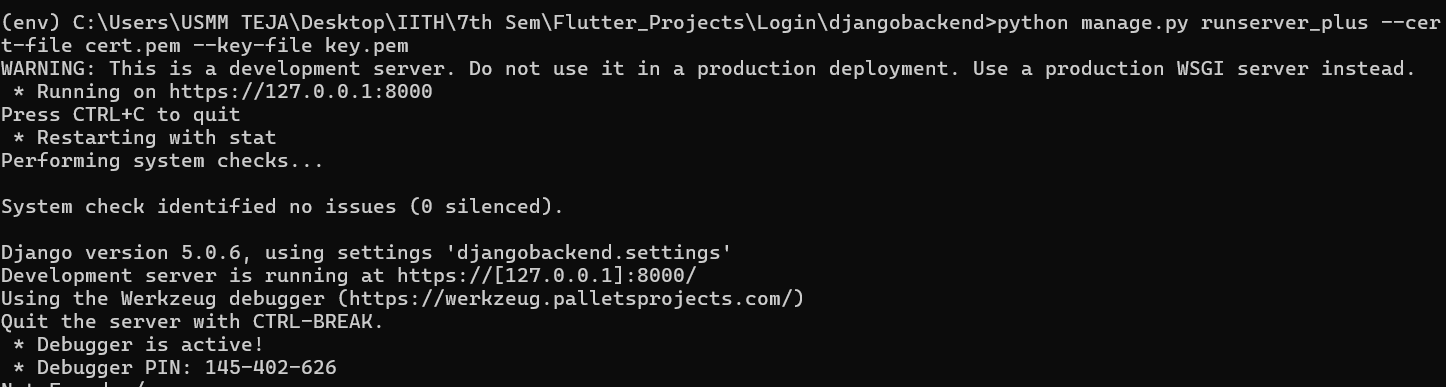 (env) C:\Users\USMM TEJA\Desktop\IITH\7th Sem\Flutter_Projects\Login\djangobackend>python manage.py runserver_plus --cer
t-file cert.pem --key-file key.pem
WARNING: This is a development server. Do not use it in a production deployment. Use a production WSGI server instead.
 * Running on https://127.0.0.1:8000
Press CTRL+C to quit
 * Restarting with stat
Performing system checks...

System check identified no issues (0 silenced).

Django version 5.0.6, using settings 'djangobackend.settings'
Development server is running at https://[127.0.0.1]:8000/
Using the Werkzeug debugger (https://werkzeug.palletsprojects.com/)
Quit the server with CTRL-BREAK.
 * Debugger is active!
 * Debugger PIN: 145-402-626